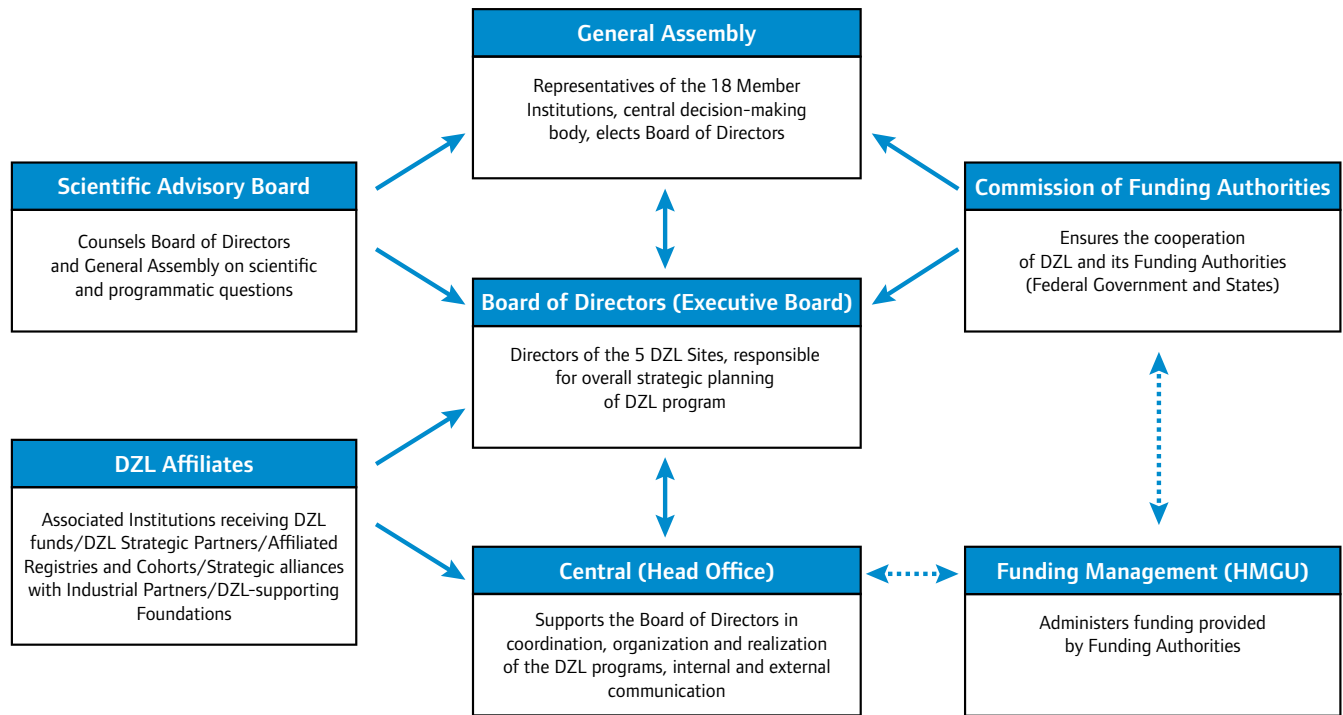 General Assembly
Representatives of the 18 Member
Institutions, central decision-making
body, elects Board of Directors
Scientific Advisory Board
Counsels Board of Directors
and General Assembly on scientific
and programmatic questions
Commission of Funding Authorities
Ensures the cooperation
of DZL and its Funding Authorities
(Federal Government and States)
Board of Directors (Executive Board)
Directors of the 5 DZL Sites, responsible
for overall strategic planning
of DZL program
DZL Affiliates
Associated Institutions receiving DZL
funds/DZL Strategic Partners/Affiliated
Registries and Cohorts/Strategic alliances
with Industrial Partners/DZL-supporting
Foundations
Central (Head Office)
Supports the Board of Directors in
coordination, organization and realization
of the DZL programs, internal and external
communication
Funding Management (HMGU)
Administers funding provided
by Funding Authorities